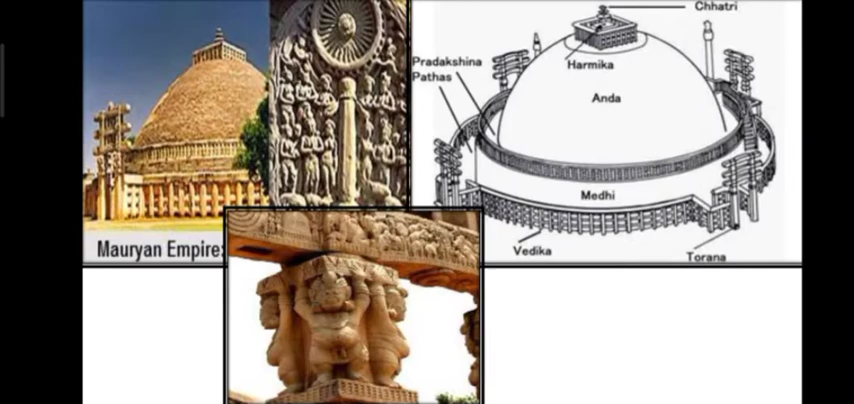 Chhatri
Pradakshina
Pathas
Harmika
Anda
Medhi
Vedika
Torana
Mauryan Empire: